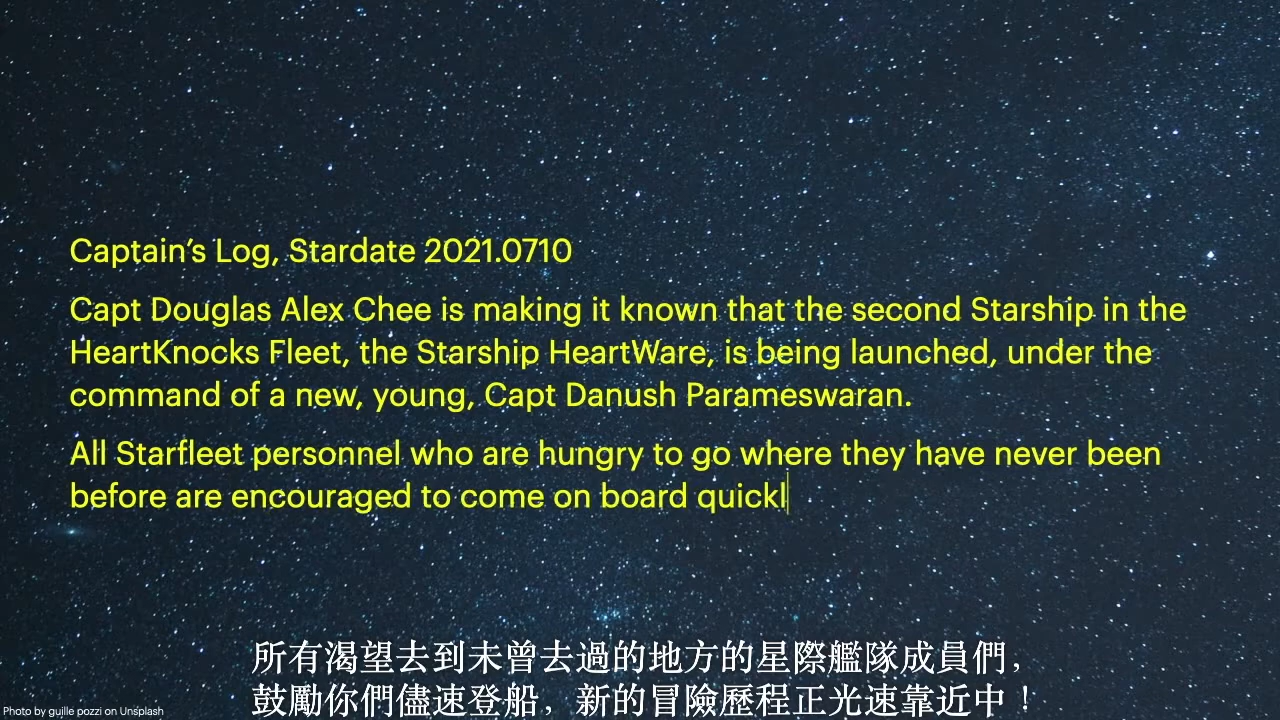 Captain’s Log, Stardate 2021.0710
Capt Douglas Alex Chee is making it known that the second Starship in the
HeartKnocks Fleet, the Starship HeartWare, is being launched, under the
command of a new, young, Capt Danush Parameswaran.
All Starfleet personnel who are hungry to go where they have never been
before are encouraged to come on board quickl
所有渴望去到未曾去過的地方的星際艦隊成員們，
鼓勵你們儘速登船，新的冒險歷程正光速靠近中！
Photo by guille pozzi on Unsplash